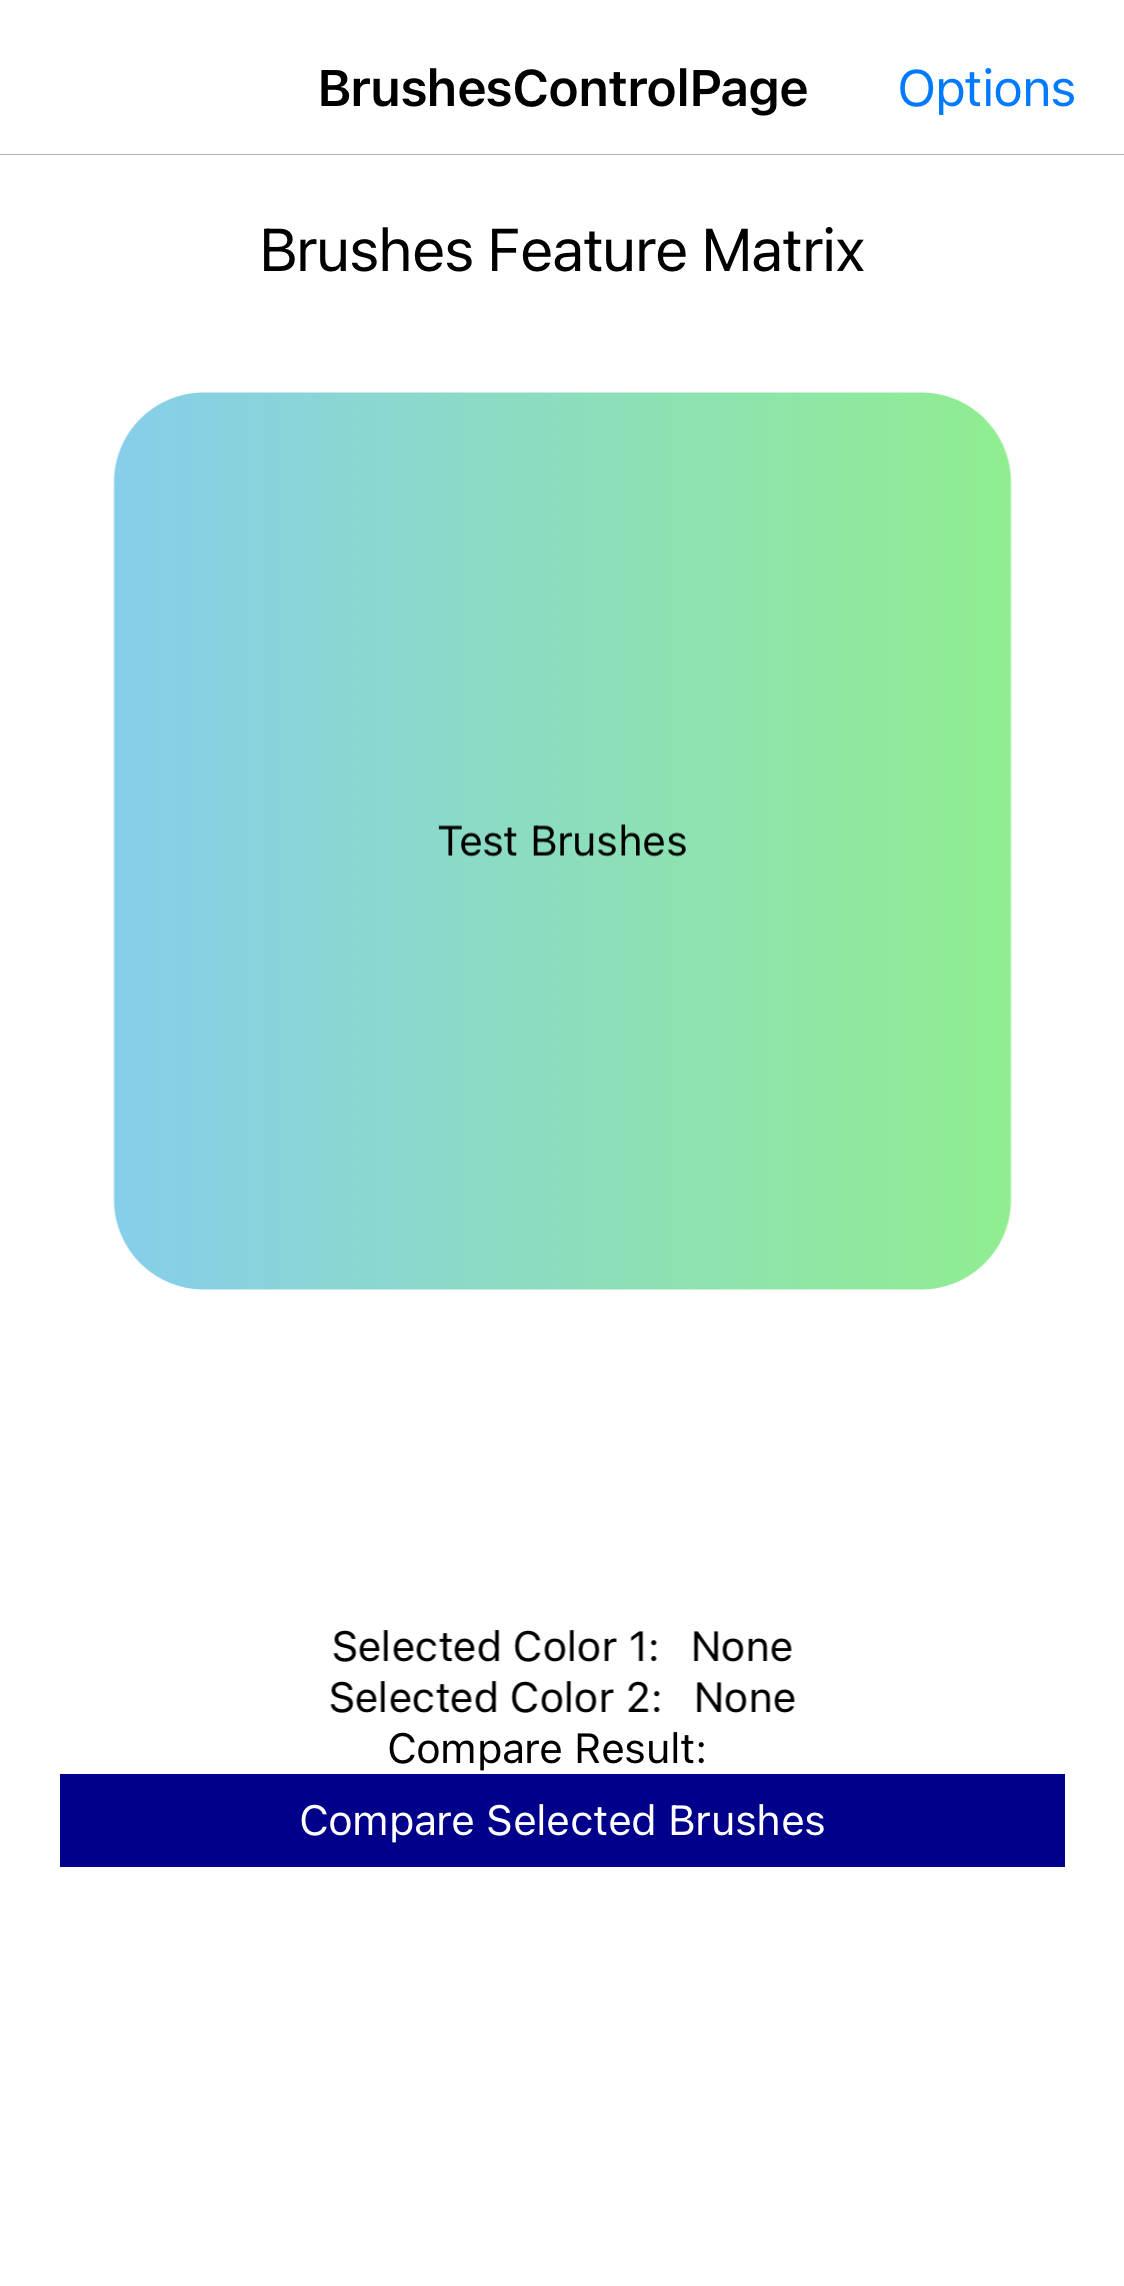 BrushesControlPage Options
Brushes Feature Matrix
Test Brushes
Selected Color 1: None
Selected Color 2: None
Compare Result:
Compare Selected Brushes